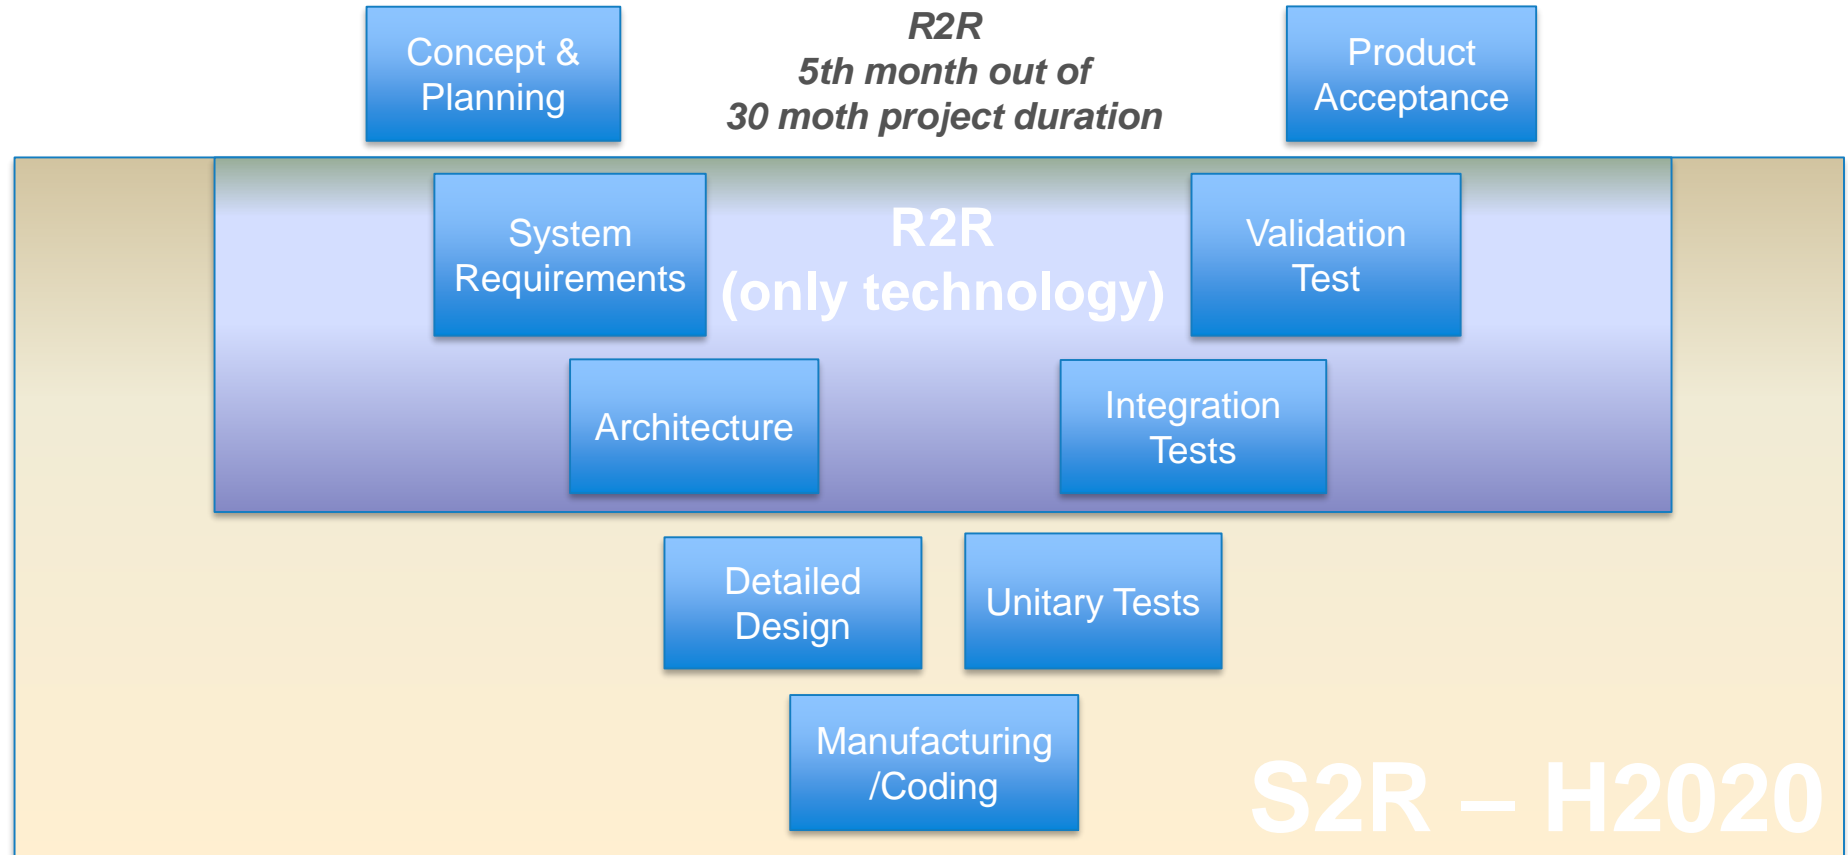 Concept &
Planning
R2R
5th month out of
30 moth project duration
Product
Acceptance
System
Requirements
R2R
(only technology)
Validation
Test
Architecture
Integration
Tests
Detailed
Design
Unitary Tests
Manufacturing
/Coding
S2R – H2020